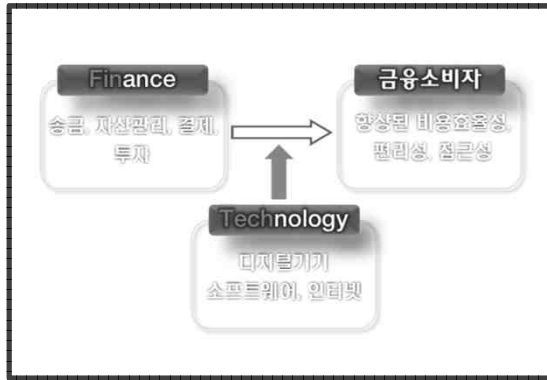 Finance
송금, 자산관리, 결제,
투자
금융소비자
향상된 비용효율성,
편리성, 접근성
Technology
디지털기기
소프트웨어, 인터넷